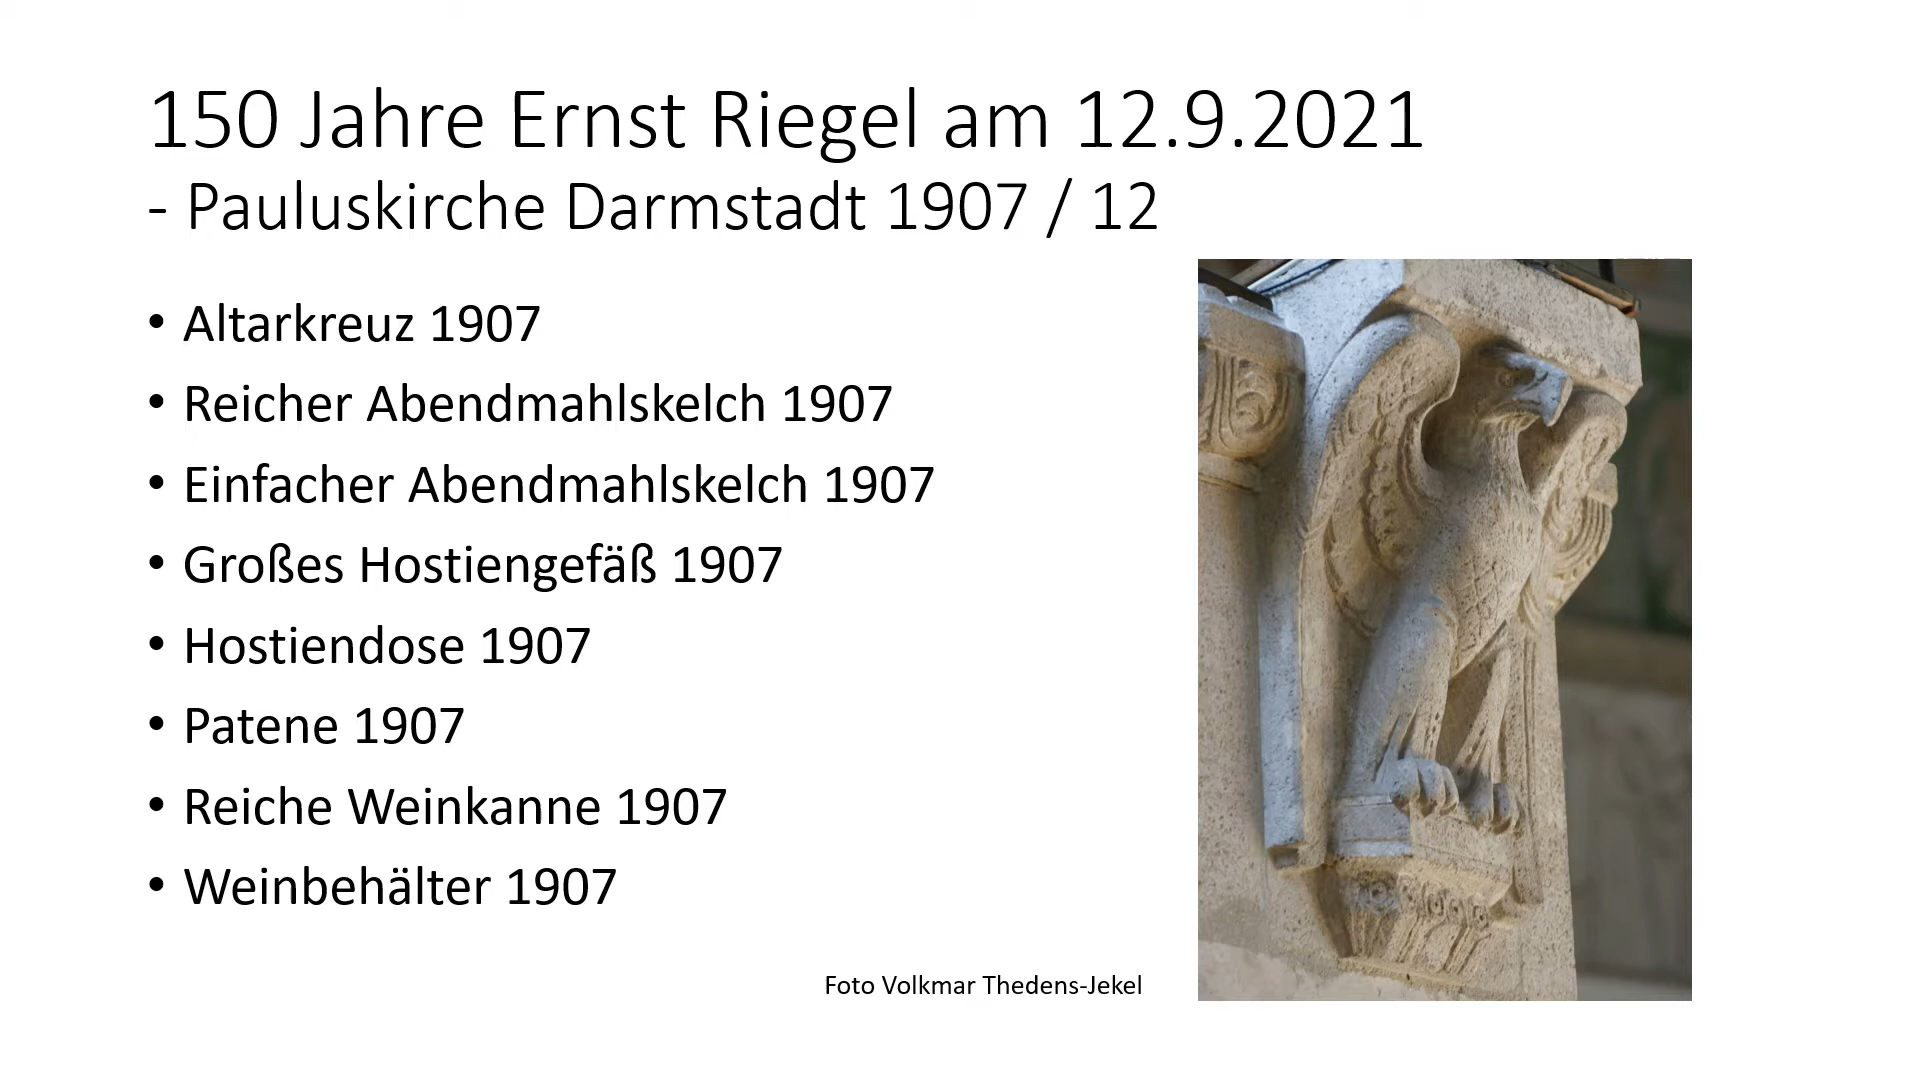 150 Jahre Ernst Riegel am 12.9.2021
- Pauluskirche Darmstadt 1907 / 12
• Altarkreuz 1907
• Reicher Abendmahlskelch 1907
• Einfacher Abendmahlskelch 1907
• Großes Hostiengefäß 1907
• Hostiendose 1907
• Patene 1907
• Reiche Weinkanne 1907
• Weinbehälter 1907
Foto Volkmar Thedens-Jekel